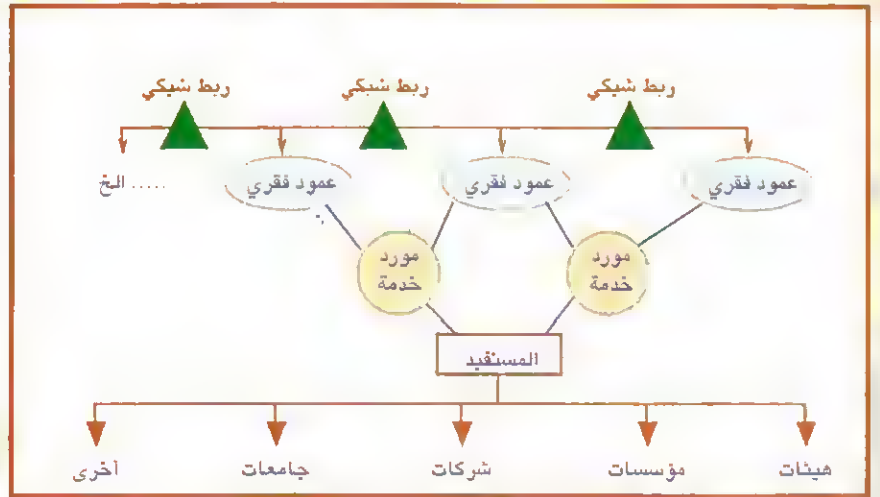 ربط شبكي
ربط شبكي
ربط شبكي
عمود فقري
عمود فقري
عمود فقري
..... الخ
مورد
خدمة
مورد
خدمة
المستفيد
هيئات
مؤسسات
شركات
جامعات
أخرى